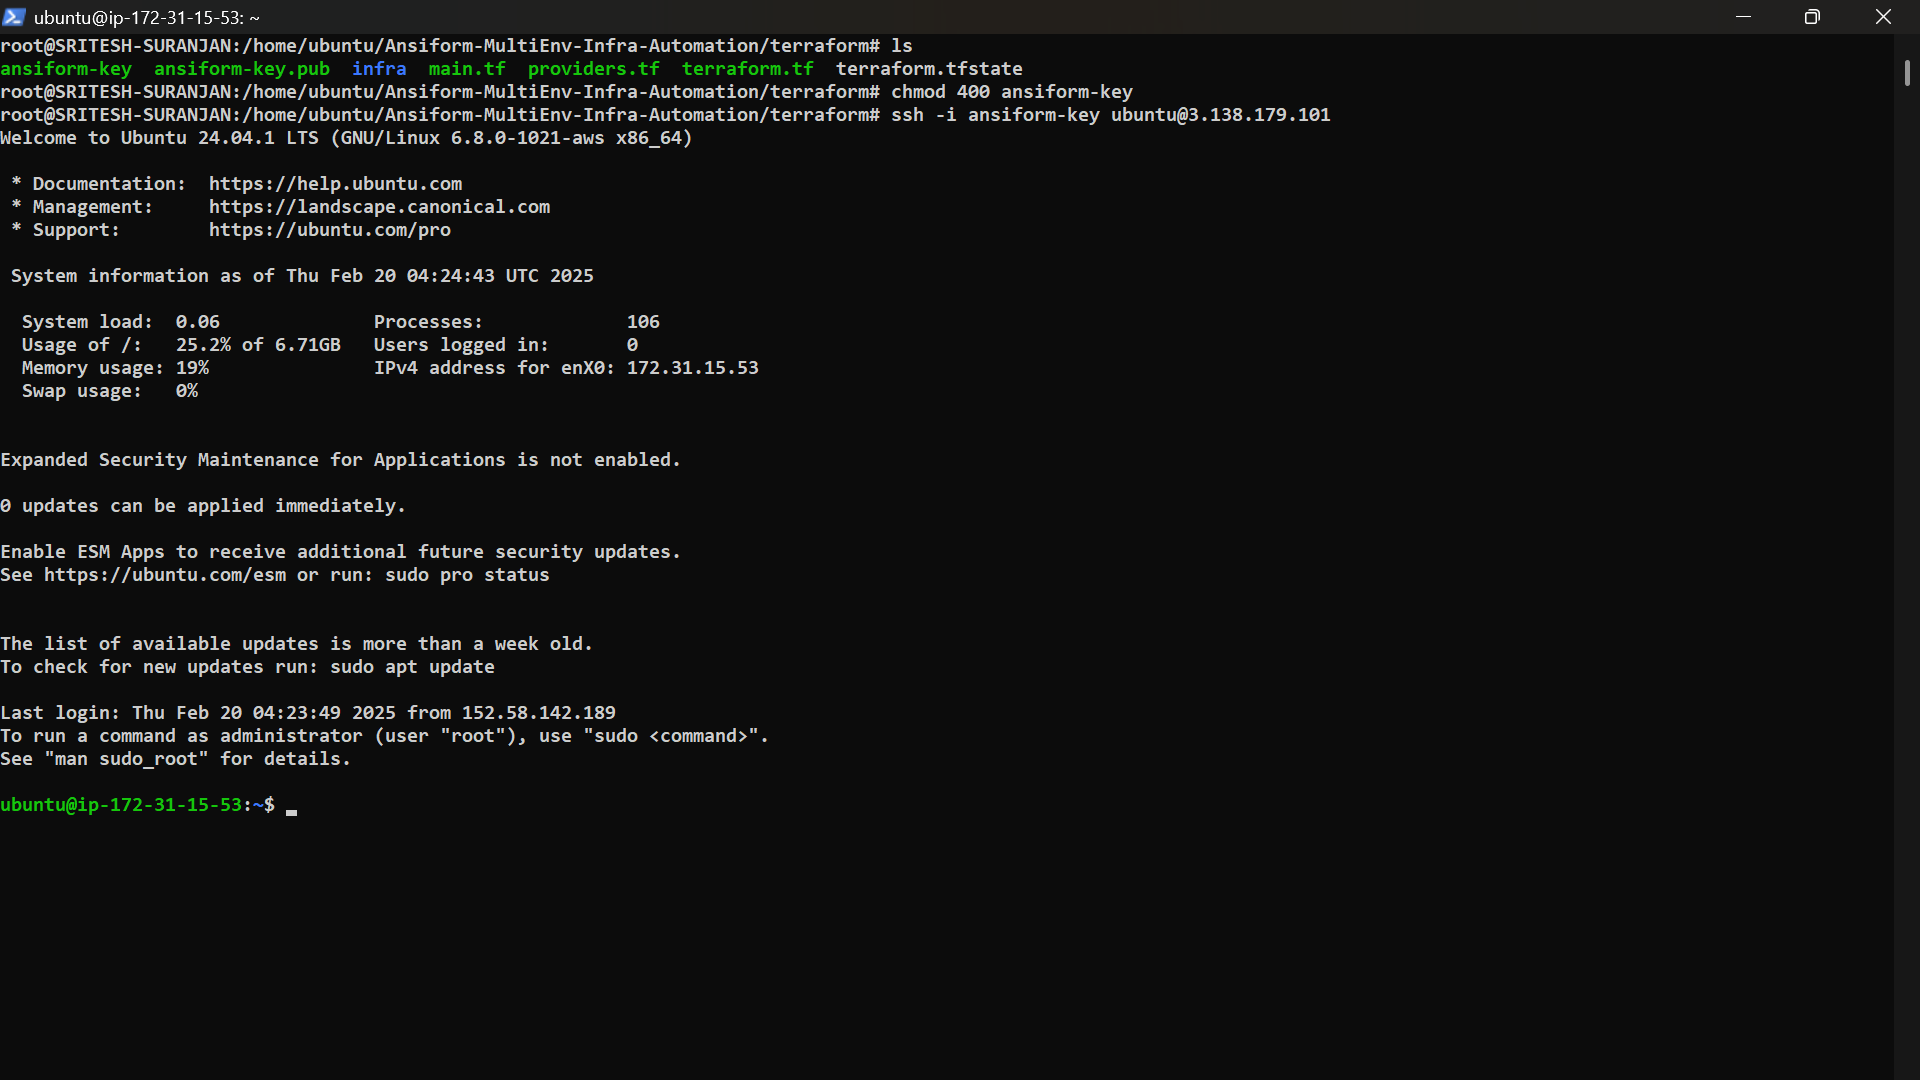 ubuntu@ip-172-31-15-53: ~
root@SRITESH-SURANJAN:/home/ubuntu/Ansiform-MultiEnv-Infra-Automation/terraform# ls
ansiform-key  ansiform-key.pub  infra  main.tf  providers.tf  terraform.tf  terraform.tfstate
root@SRITESH-SURANJAN:/home/ubuntu/Ansiform-MultiEnv-Infra-Automation/terraform# chmod 400 ansiform-key
root@SRITESH-SURANJAN:/home/ubuntu/Ansiform-MultiEnv-Infra-Automation/terraform# ssh -i ansiform-key ubuntu@3.138.179.101
Welcome to Ubuntu 24.04.1 LTS (GNU/Linux 6.8.0-1021-aws x86_64)
* Documentation:  https://help.ubuntu.com
* Management:     https://landscape.canonical.com
* Support:        https://ubuntu.com/pro
System information as of Thu Feb 20 04:24:43 UTC 2025
System load:  0.06              Processes:             106
Usage of /:   25.2% of 6.71GB   Users logged in:       0
Memory usage: 19%               IPv4 address for enX0: 172.31.15.53
Swap usage:   0%
Expanded Security Maintenance for Applications is not enabled.
0 updates can be applied immediately.
Enable ESM Apps to receive additional future security updates.
See https://ubuntu.com/esm or run: sudo pro status
The list of available updates is more than a week old.
To check for new updates run: sudo apt update
Last login: Thu Feb 20 04:23:49 2025 from 152.58.142.189
To run a command as administrator (user "root"), use "sudo <command>".
See "man sudo_root" for details.
ubuntu@ip-172-31-15-53:~$